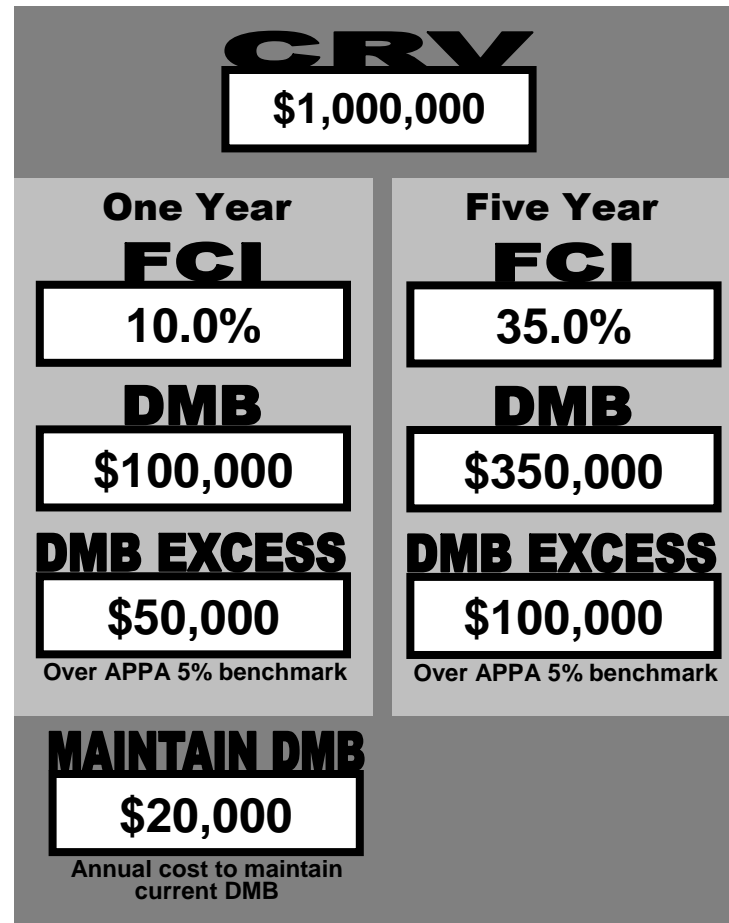 CRV
$1,000,000
One Year
FCI
10.0%
DMB
$100,000
DMB EXCESS
$50,000
Over APPA 5% benchmark
Five Year
FCI
35.0%
DMB
$350,000
DMB EXCESS
$100,000
Over APPA 5% benchmark
MAINTAIN DMB
$20,000
Annual cost to maintain
current DMB